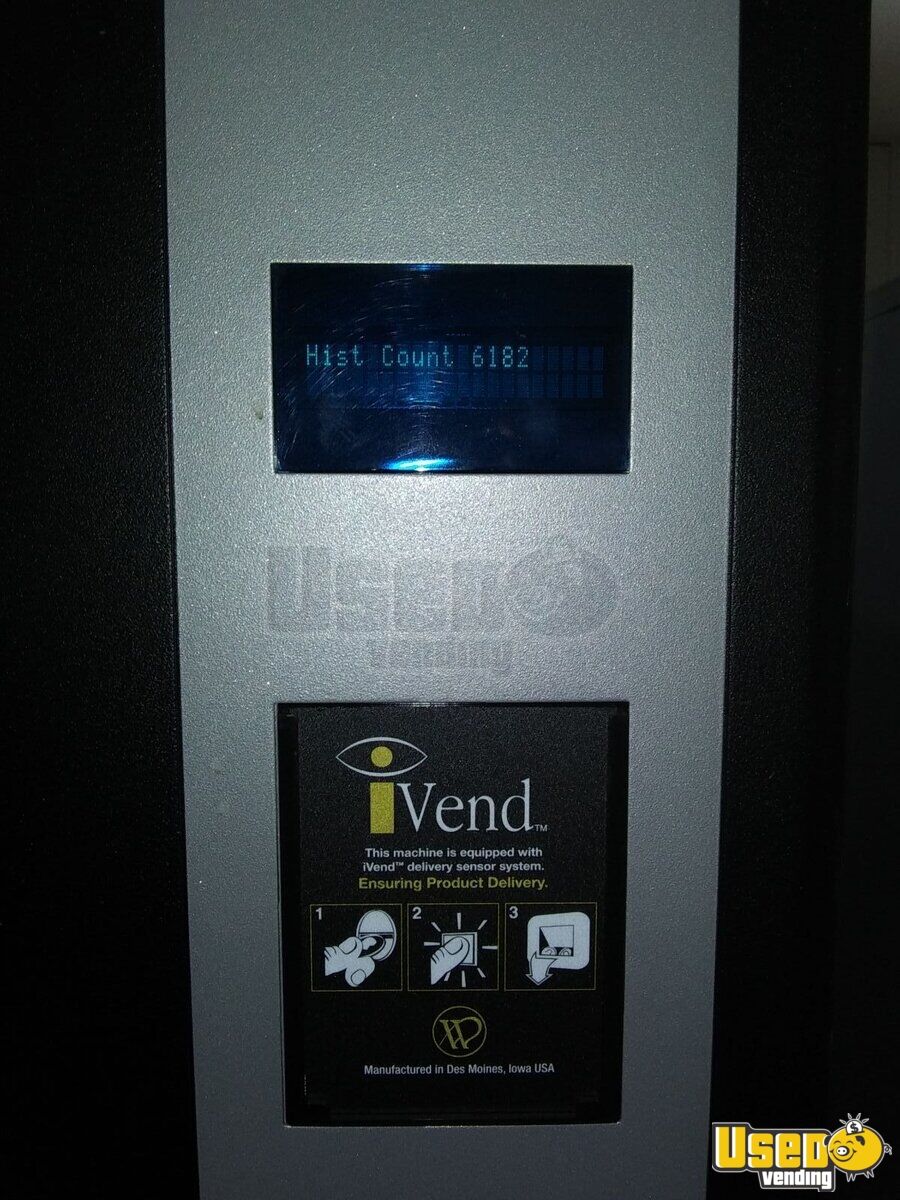 Hist Count 6182
Used
vending
iVend™
This machine is equipped with
iVend™ delivery sensor system.
Ensuring Product Delivery.
1 2 3
Manufactured in Des Moines, Iowa USA
Used
vending